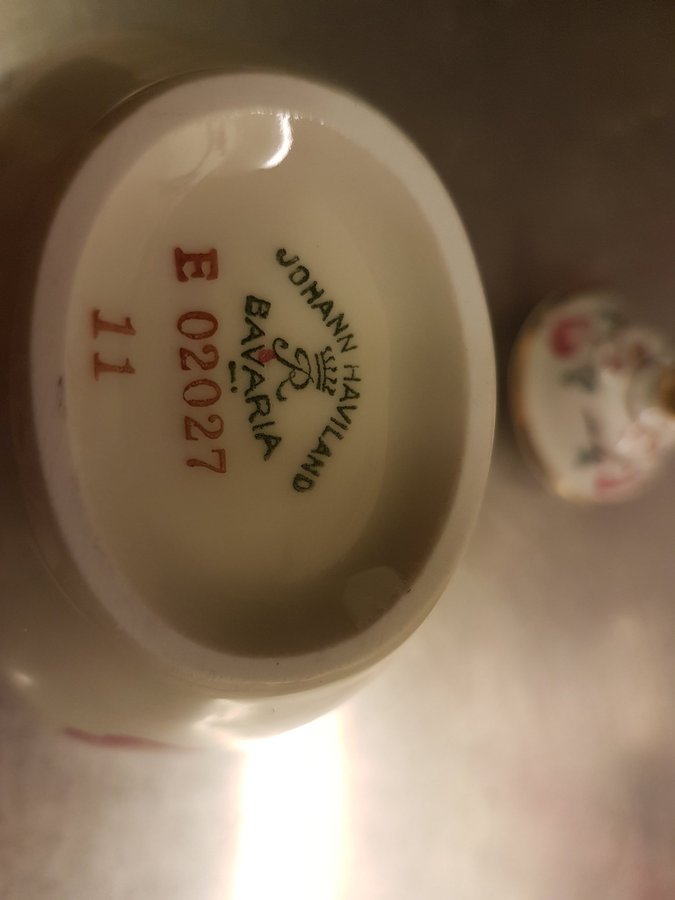 JOHANN HAVILAND
R
BAVARIA
E 02027
11